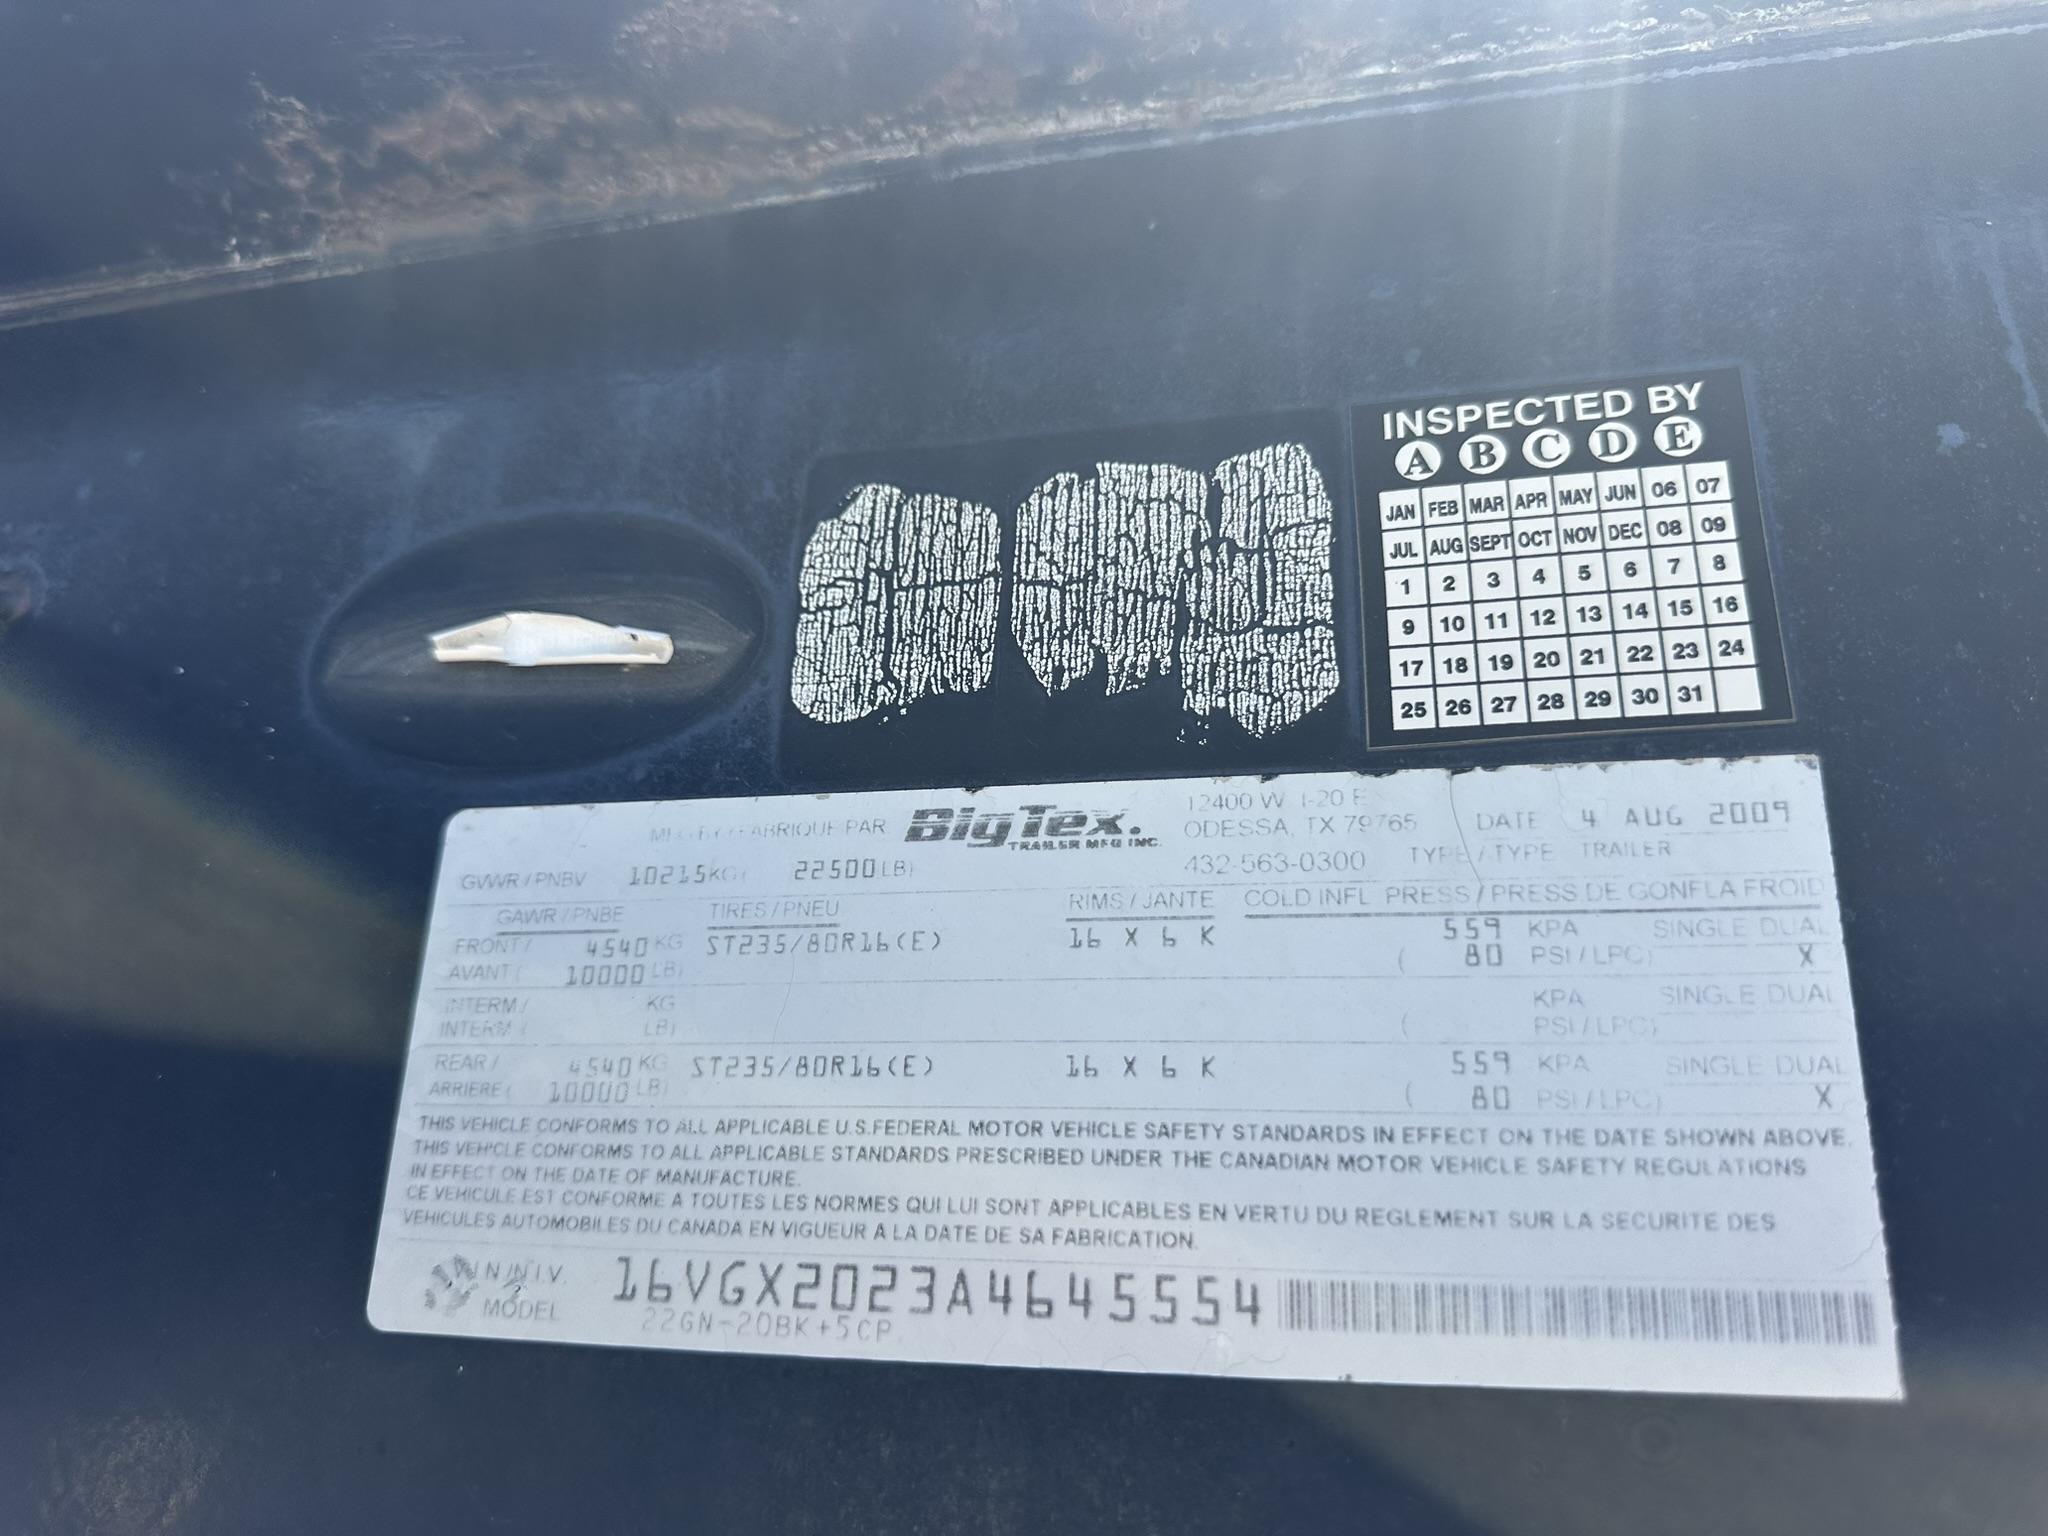 INSPECTED BY
A B C D E
JAN FEB MAR APR MAY JUN 06 07
JUL AUG SEPT OCT NOV DEC 08 09
1 2 3 4 5 6 7 8
9 10 11 12 13 14 15 16
17 18 19 20 21 22 23 24
25 26 27 28 29 30 31
MFG BY / FABRIQUE PAR BigTex. 12400 W I-20 E
TRAILER MFG INC. ODESSA, TX 79765 DATE 4 AUG 2009
GVWR / PNBV 10215 KG ( 22500 LB) 432-563-0300 TYPE / TYPE TRAILER
GAWR / PNBE TIRES / PNEU RIMS / JANTE COLD INFL PRESS / PRESS.DE GONFLA FROID
FRONT / 4540 KG ST235/80R16(E) 16 X 6 K 559 KPA SINGLE DUAL
AVANT ( 10000 LB) ( 80 PSI / LPC) X
INTERM / KG KPA SINGLE DUAL
INTERM ( LB) ( PSI / LPC)
REAR / 4540 KG ST235/80R16(E) 16 X 6 K 559 KPA SINGLE DUAL
ARRIERE ( 10000 LB) ( 80 PSI / LPC) X
THIS VEHICLE CONFORMS TO ALL APPLICABLE U.S.FEDERAL MOTOR VEHICLE SAFETY STANDARDS IN EFFECT ON THE DATE SHOWN ABOVE.
THIS VEHICLE CONFORMS TO ALL APPLICABLE STANDARDS PRESCRIBED UNDER THE CANADIAN MOTOR VEHICLE SAFETY REGULATIONS
IN EFFECT ON THE DATE OF MANUFACTURE.
CE VEHICULE EST CONFORME A TOUTES LES NORMES QUI LUI SONT APPLICABLES EN VERTU DU REGLEMENT SUR LA SECURITE DES
VEHICULES AUTOMOBILES DU CANADA EN VIGUEUR A LA DATE DE SA FABRICATION.
N.I.V. 16VGX2023A4645554
MODEL 22GN-20BK+5CP